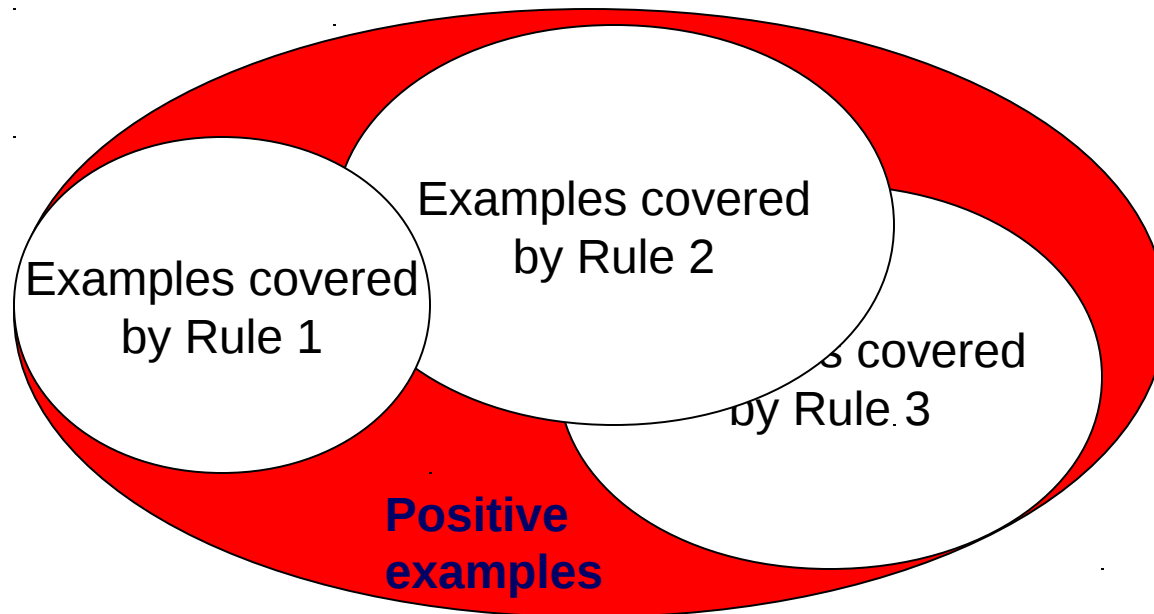 Examples covered
by Rule 2
Examples covered
by Rule 1
covered
by Rule 3
Positive
examples